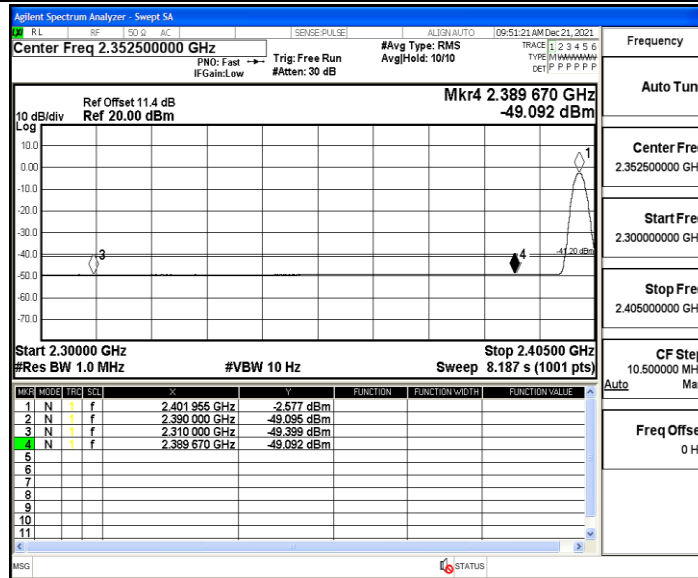 Agilent Spectrum Analyzer - Swept SA
RL RF 50 Ω AC SENSE:PULSE ALIGNAUTO 09:51:21 AM Dec 21, 2021
Center Freq 2.352500000 GHz #Avg Type: RMS TRACE 1 2 3 4 5 6
PNO: Fast Trig: Free Run Avg|Hold: 10/10 TYPE MWWWWW
IFGain:Low #Atten: 30 dB DET P P P P P P
Mkr4 2.389 670 GHz
-49.092 dBm
Ref Offset 11.4 dB
10 dB/div Ref 20.00 dBm
Log
10.0
0.00
-10.0
-20.0
-30.0
-40.0
-50.0
-60.0
-70.0
1
3
4
-41.20 dBm
Start 2.30000 GHz Stop 2.40500 GHz
#Res BW 1.0 MHz #VBW 10 Hz Sweep 8.187 s (1001 pts)
MKR MODE TRC SCL X Y FUNCTION FUNCTION WIDTH FUNCTION VALUE
1 N 1 f 2.401 955 GHz -2.577 dBm
2 N 1 f 2.390 000 GHz -49.095 dBm
3 N 1 f 2.310 000 GHz -49.399 dBm
4 N 1 f 2.389 670 GHz -49.092 dBm
5
6
7
8
9
10
11
MSG STATUS
Frequency
Auto Tun
Center Fre
2.352500000 GH
Start Fre
2.300000000 GH
Stop Fre
2.405000000 GH
CF Step
10.500000 MH
Auto Ma
Freq Offse
0 H